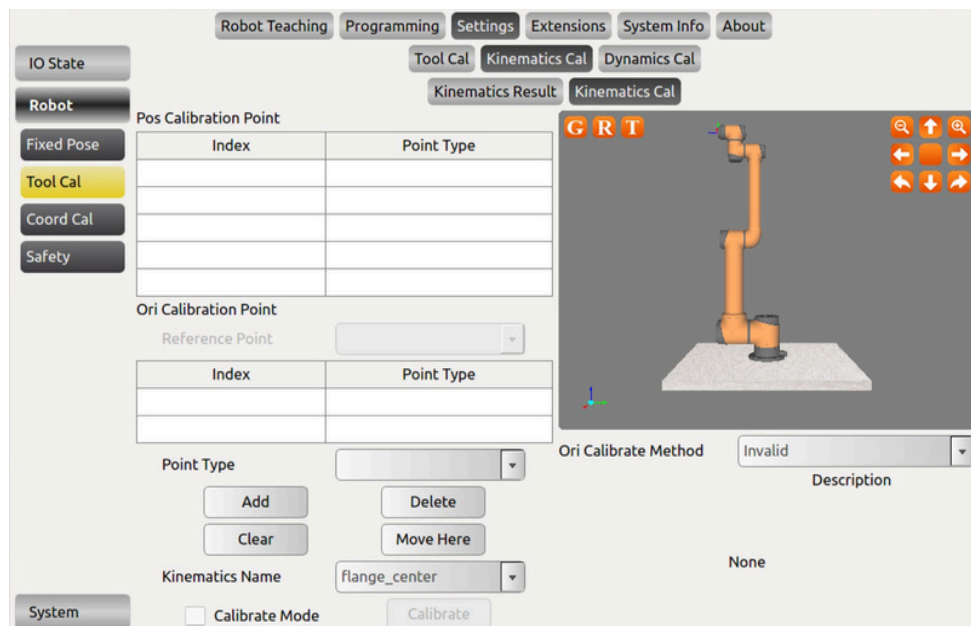 Robot Teaching Programming Settings Extensions System Info About
IO State
Tool Cal Kinematics Cal Dynamics Cal
Robot
Kinematics Result Kinematics Cal
Fixed Pose
Tool Cal
Coord Cal
Safety
System
Pos Calibration Point
Index Point Type
Ori Calibration Point
Reference Point
Index Point Type
Point Type
Add Delete
Clear Move Here
Kinematics Name flange_center
Calibrate Mode Calibrate
G R T
Ori Calibrate Method Invalid
Description
None